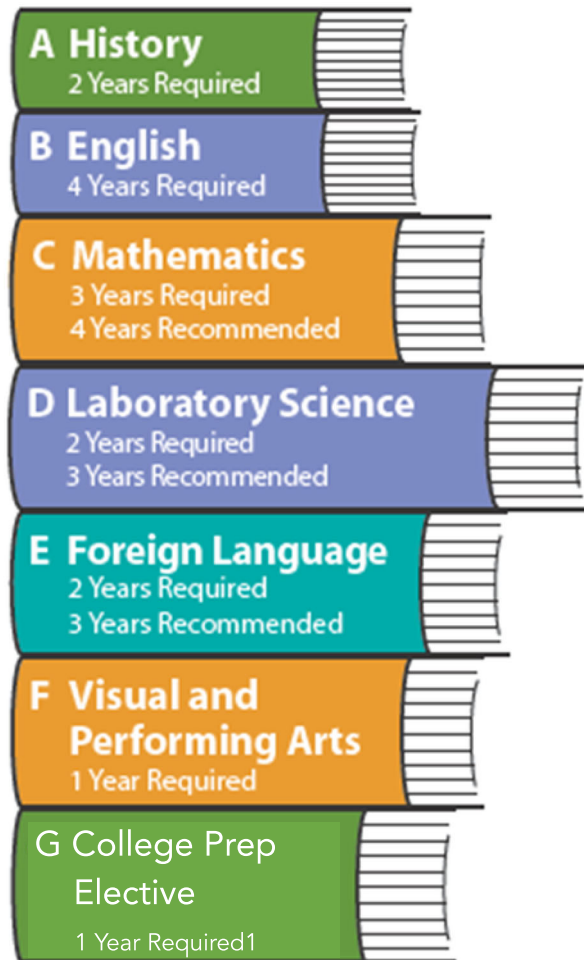 A History
2 Years Required
B English
4 Years Required
C Mathematics
3 Years Required
4 Years Recommended
D Laboratory Science
2 Years Required
3 Years Recommended
E Foreign Language
2 Years Required
3 Years Recommended
F Visual and
Performing Arts
1 Year Required
G College Prep
Elective
1 Year Required1